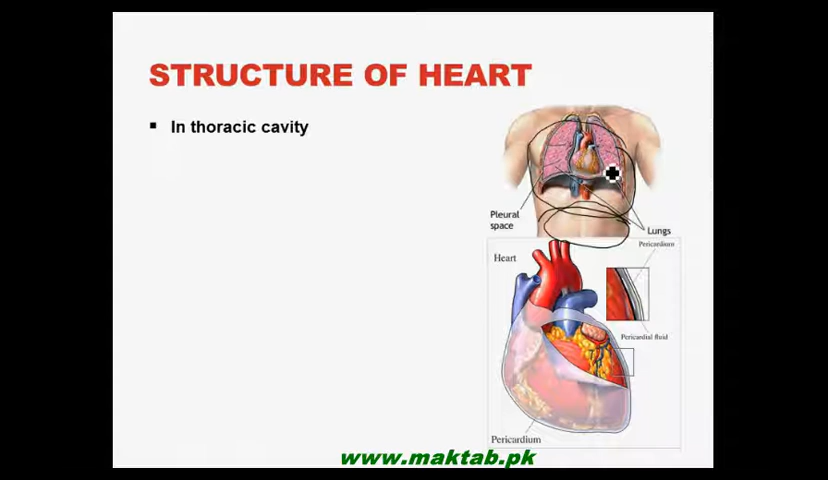 STRUCTURE OF HEART
▪ In thoracic cavity
Pleural
space
Lungs
Pericardium
Heart
Pericardial fluid
Pericardium
www.maktab.pk